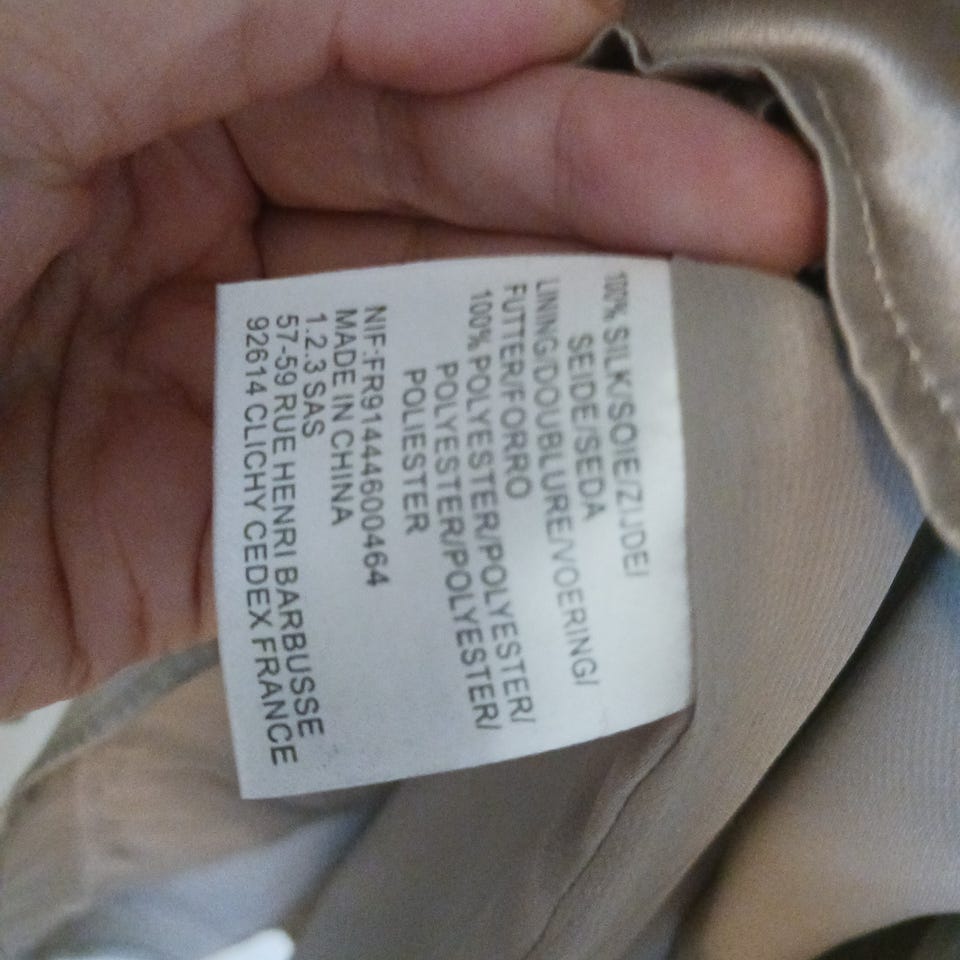 100% SILK/SOIE/ZIJDE/
SEIDE/SEDA
LINING/DOUBLURE/VOERING/
FUTTER/FORRO
100% POLYESTER/POLYESTER/
POLYESTER/POLYESTER/
POLIESTER
NIF:FR91444600464
MADE IN CHINA
1.2.3 SAS
57-59 RUE HENRI BARBUSSE
92614 CLICHY CEDEX FRANCE